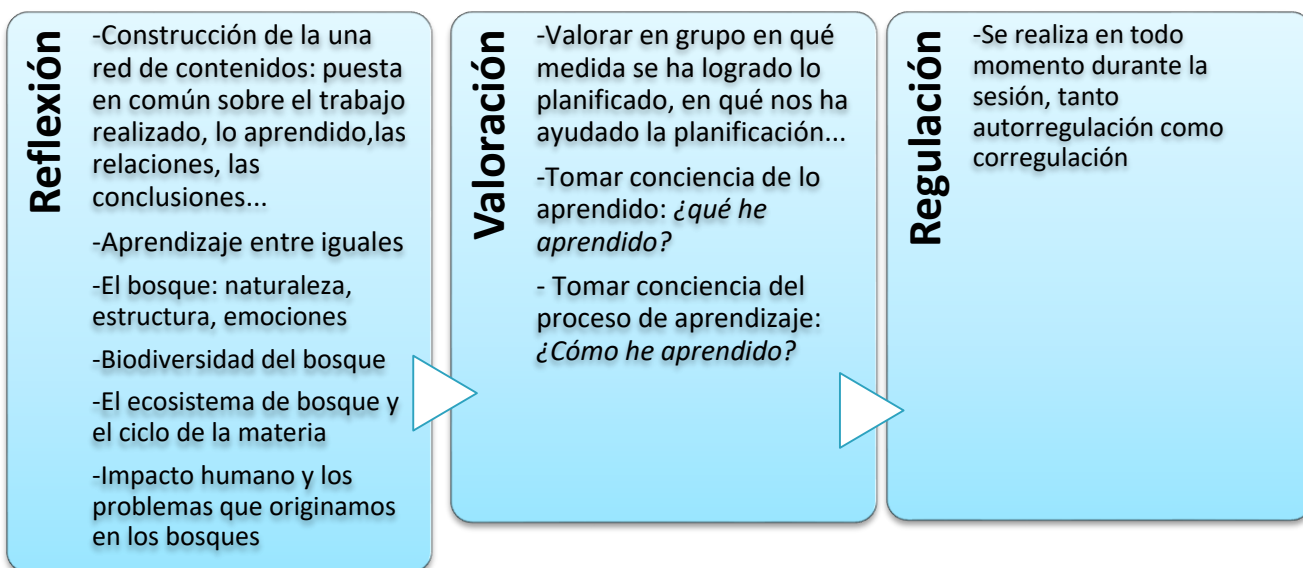 Reflexión
-Construcción de la una
red de contenidos: puesta
en común sobre el trabajo
realizado, lo aprendido,las
relaciones, las
conclusiones...
-Aprendizaje entre iguales
-El bosque: naturaleza,
estructura, emociones
-Biodiversidad del bosque
-El ecosistema de bosque y
el ciclo de la materia
-Impacto humano y los
problemas que originamos
en los bosques
Valoración
-Valorar en grupo en qué
medida se ha logrado lo
planificado, en qué nos ha
ayudado la planificación...
-Tomar conciencia de lo
aprendido: ¿qué he
aprendido?
- Tomar conciencia del
proceso de aprendizaje:
¿Cómo he aprendido?
Regulación
-Se realiza en todo
momento durante la
sesión, tanto
autorregulación como
corregulación